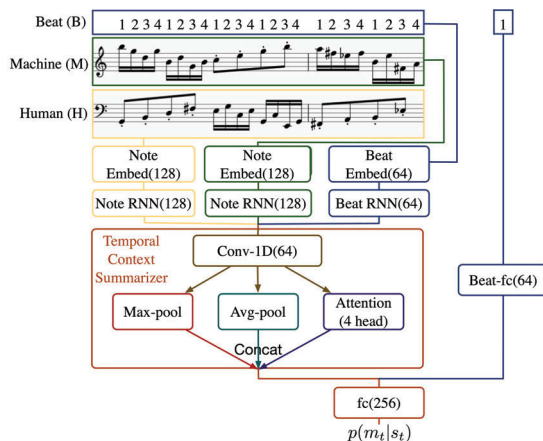 Beat (B) 1 2 3 4 1 2 3 4 1 2 3 4 1 2 3 4 1 2 3 4 1 2 3 4 1
Machine (M)
Human (H)
Note Embed(128) Note Embed(128) Beat Embed(64)
Note RNN(128) Note RNN(128) Beat RNN(64)
Temporal Context Summarizer
Conv-1D(64)
Beat-fc(64)
Max-pool Avg-pool Attention (4 head)
Concat
fc(256)
p(m_t|s_t)